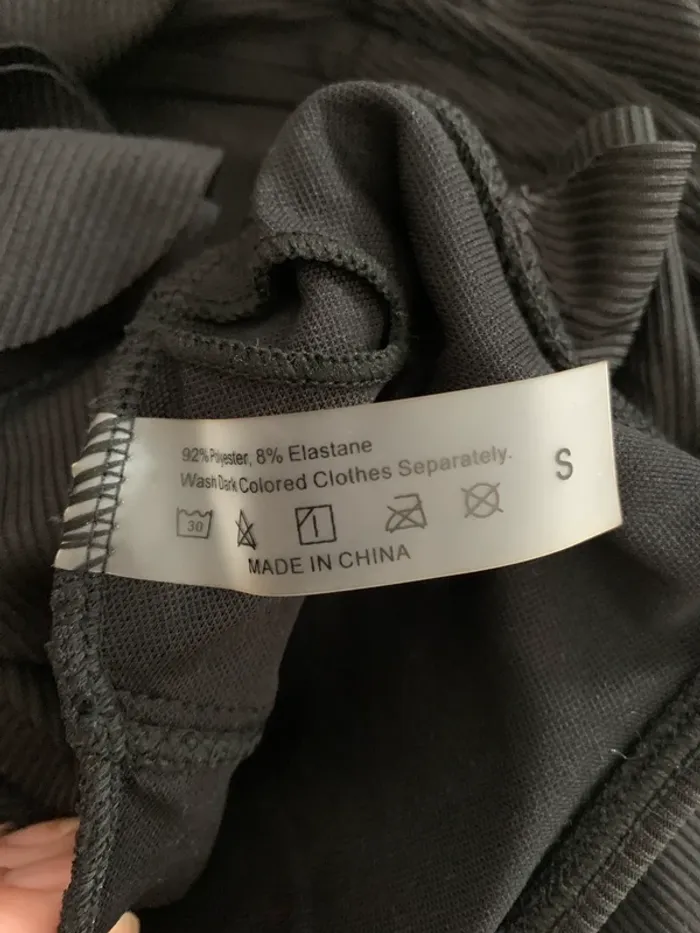 92% Polyester, 8% Elastane
Wash Dark Colored Clothes Separately.
S
30
MADE IN CHINA